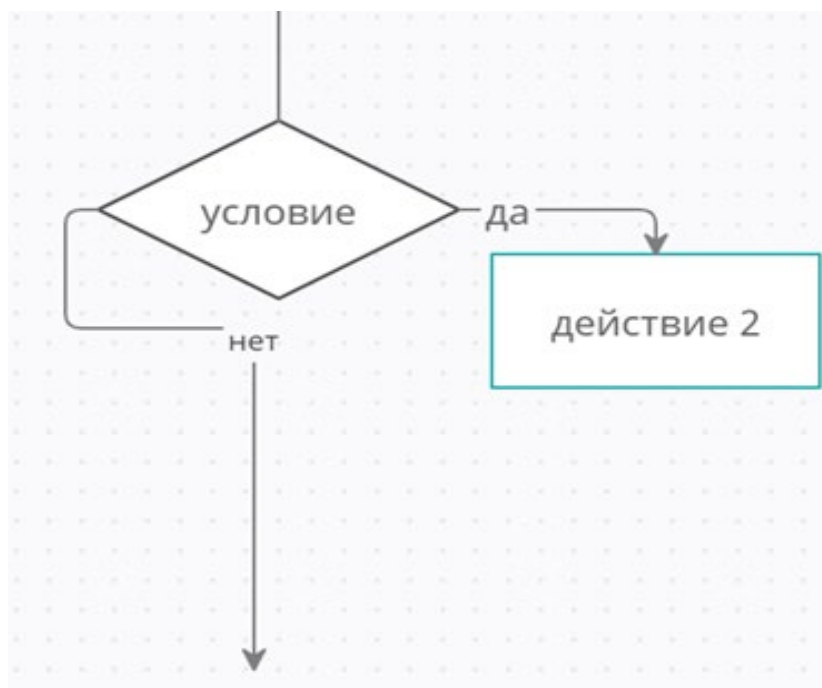 условие
да
действие 2
нет